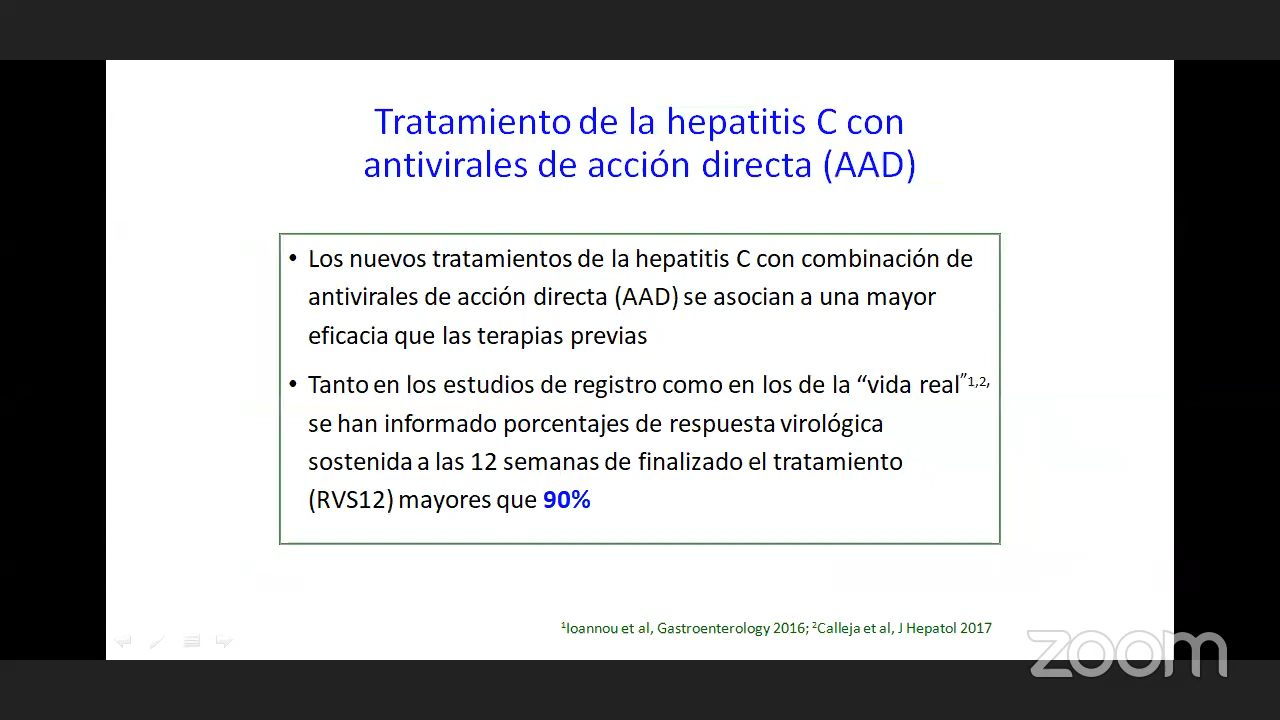 Tratamiento de la hepatitis C con
antivirales de acción directa (AAD)
• Los nuevos tratamientos de la hepatitis C con combinación de
antivirales de acción directa (AAD) se asocian a una mayor
eficacia que las terapias previas
• Tanto en los estudios de registro como en los de la “vida real”1,2,
se han informado porcentajes de respuesta virológica
sostenida a las 12 semanas de finalizado el tratamiento
(RVS12) mayores que 90%
1Ioannou et al, Gastroenterology 2016; 2Calleja et al, J Hepatol 2017
zoom